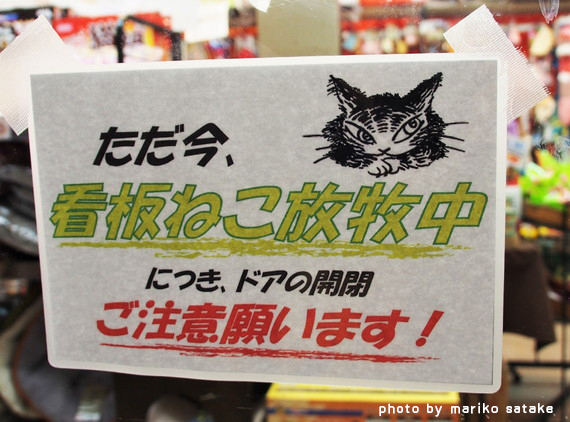 ただ今、
看板ねこ放牧中
につき、ドアの開閉
ご注意願います！
photo by mariko satake